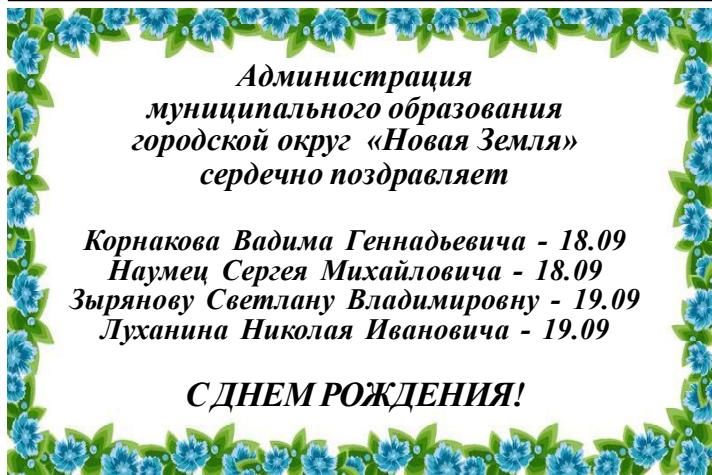 Администрация
муниципального образования
городской округ «Новая Земля»
сердечно поздравляет
Корнакова Вадима Геннадьевича - 18.09
Наумец Сергея Михайловича - 18.09
Зырянову Светлану Владимировну - 19.09
Луханина Николая Ивановича - 19.09
С ДНЕМ РОЖДЕНИЯ!